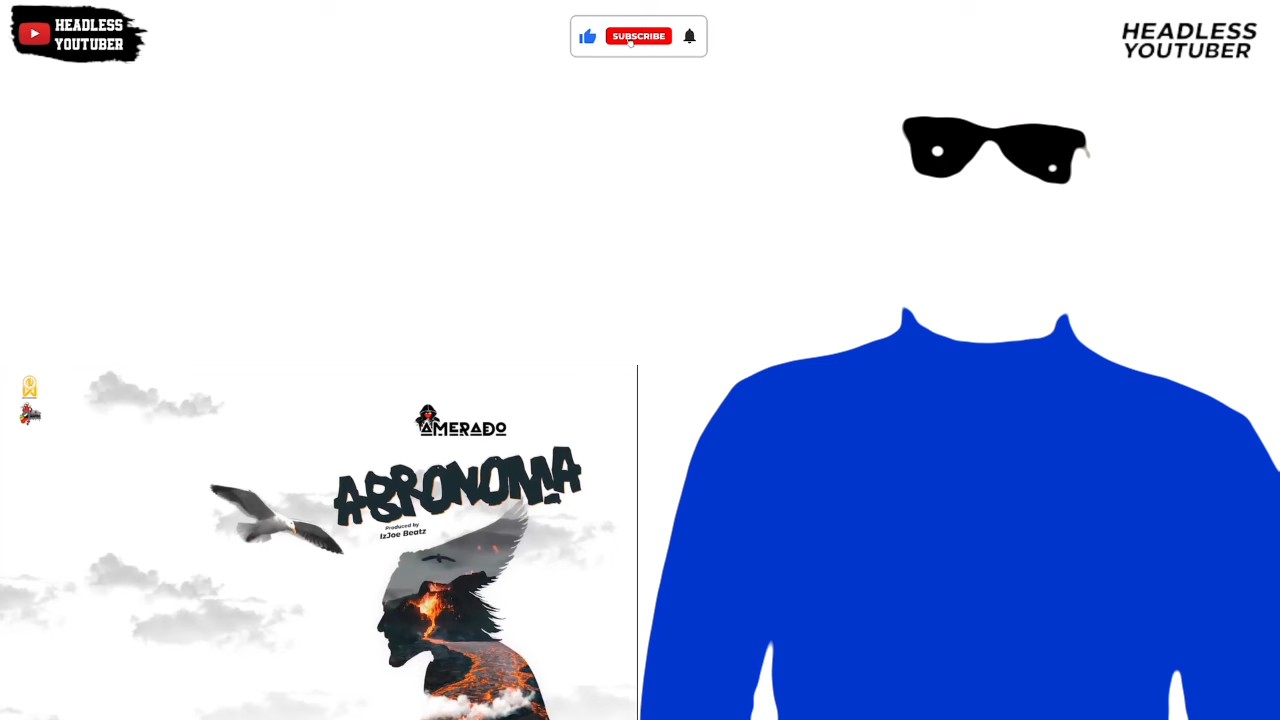 HEADLESS
YOUTUBER
SUBSCRIBE
HEADLESS
YOUTUBER
AMERADO
ABRONOMA
Produced by
IzJoe Beatz